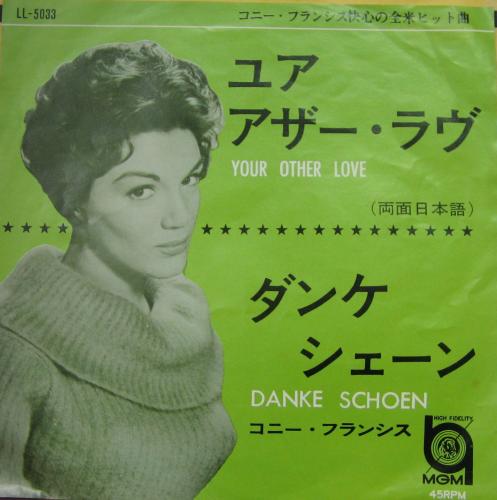 LL-5033
コニー・フランシス快心の全米ヒット曲
ユア
アザー・ラヴ
YOUR OTHER LOVE
(両面日本語)
★★★★★★★★★★★★★★★★★★★
ダンケ
シェーン
DANKE SCHOEN
コニー・フランシス
HIGH FIDELITY
MGM
45RPM